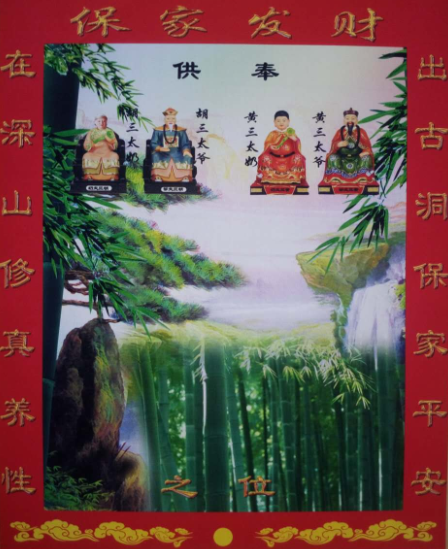 保家发财
在深山修真养性
供奉
胡三太奶
胡三太爷
黄三太奶
黄三太爷
之位
出古洞保家平安